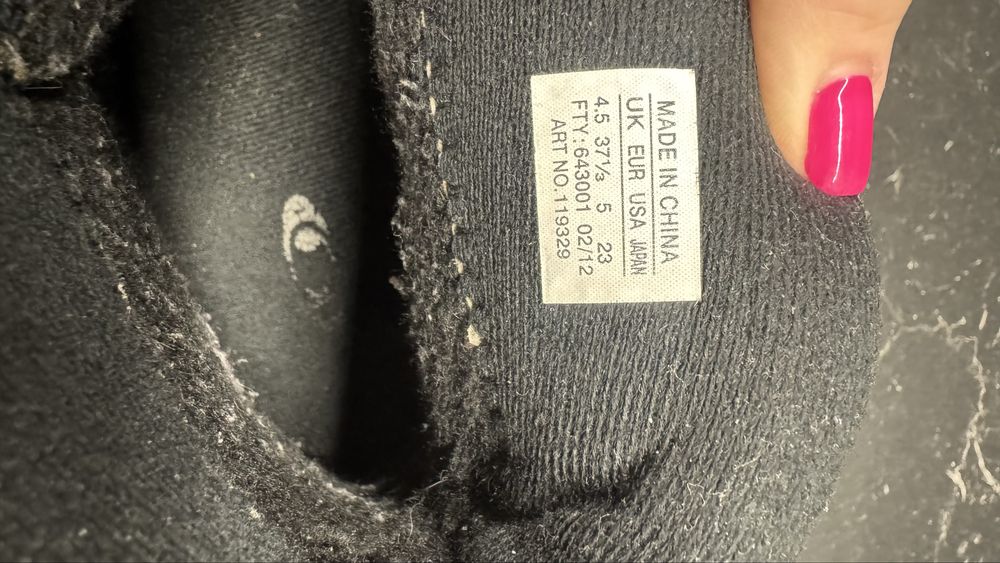 MADE IN CHINA
UK EUR USA JAPAN
4.5 37⅓ 5 23
FTY:643001 02/12
ART NO.119329